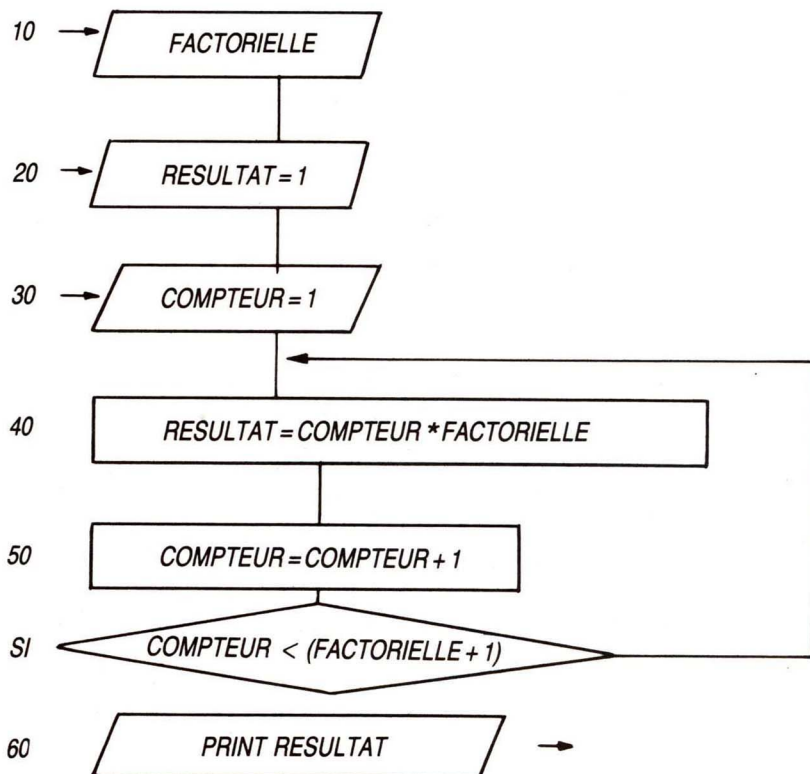 10 FACTORIELLE
20 RESULTAT = 1
30 COMPTEUR = 1
40 RESULTAT = COMPTEUR * FACTORIELLE
50 COMPTEUR = COMPTEUR + 1
SI COMPTEUR < (FACTORIELLE + 1)
60 PRINT RESULTAT